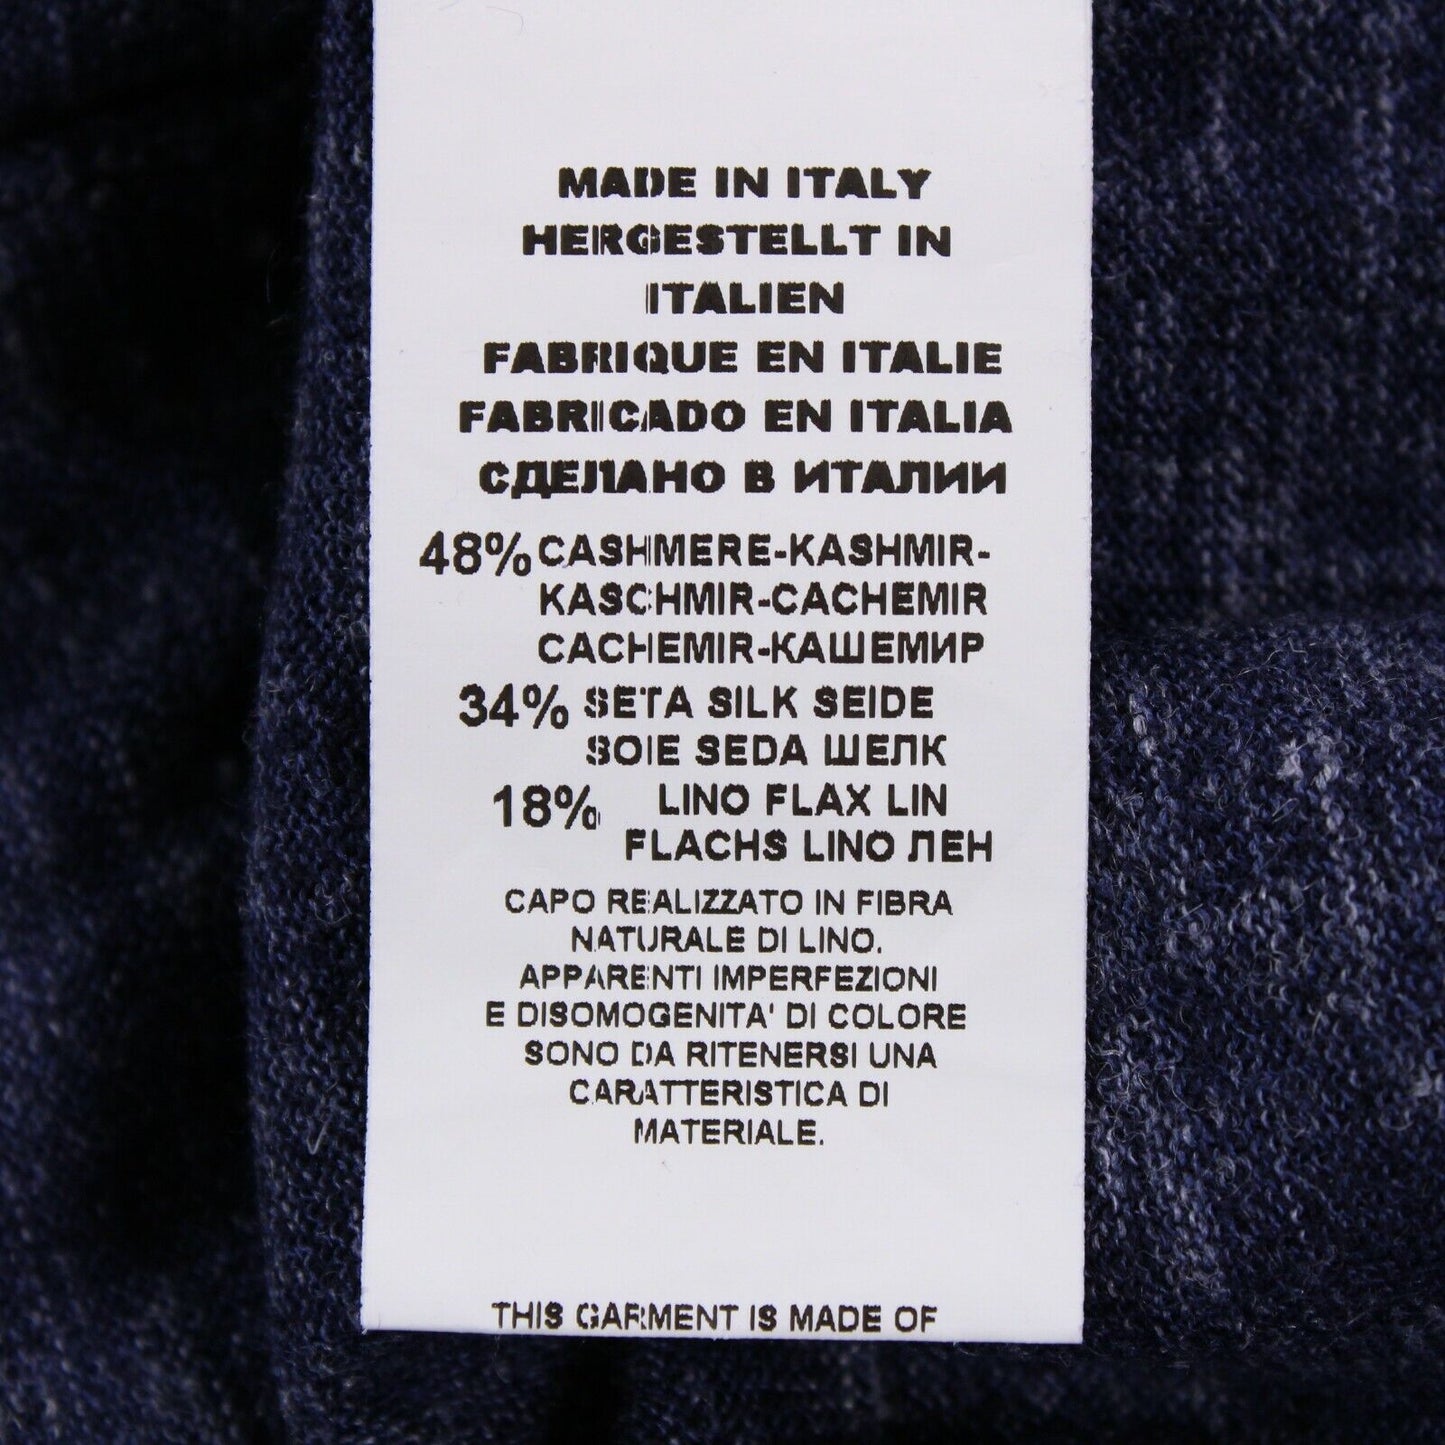 MADE IN ITALY
HERGESTELLT IN
ITALIEN
FABRIQUE EN ITALIE
FABRICADO EN ITALIA
СДЕЛАНО В ИТАЛИИ
48% CASHMERE-KASHMIR-
KASCHMIR-CACHEMIR
CACHEMIR-КАШЕМИР
34% SETA SILK SEIDE
SOIE SEDA ШЕЛК
18% LINO FLAX LIN
FLACHS LINO ЛЕН
CAPO REALIZZATO IN FIBRA
NATURALE DI LINO.
APPARENTI IMPERFEZIONI
E DISOMOGENITA' DI COLORE
SONO DA RITENERSI UNA
CARATTERISTICA DI
MATERIALE.
THIS GARMENT IS MADE OF